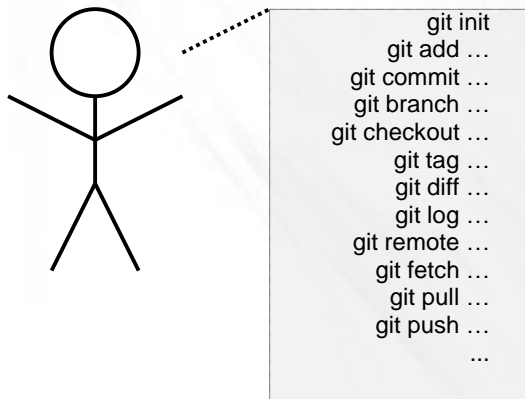 git init
git add …
git commit …
git branch …
git checkout …
git tag …
git diff …
git log …
git remote …
git fetch …
git pull …
git push …
...